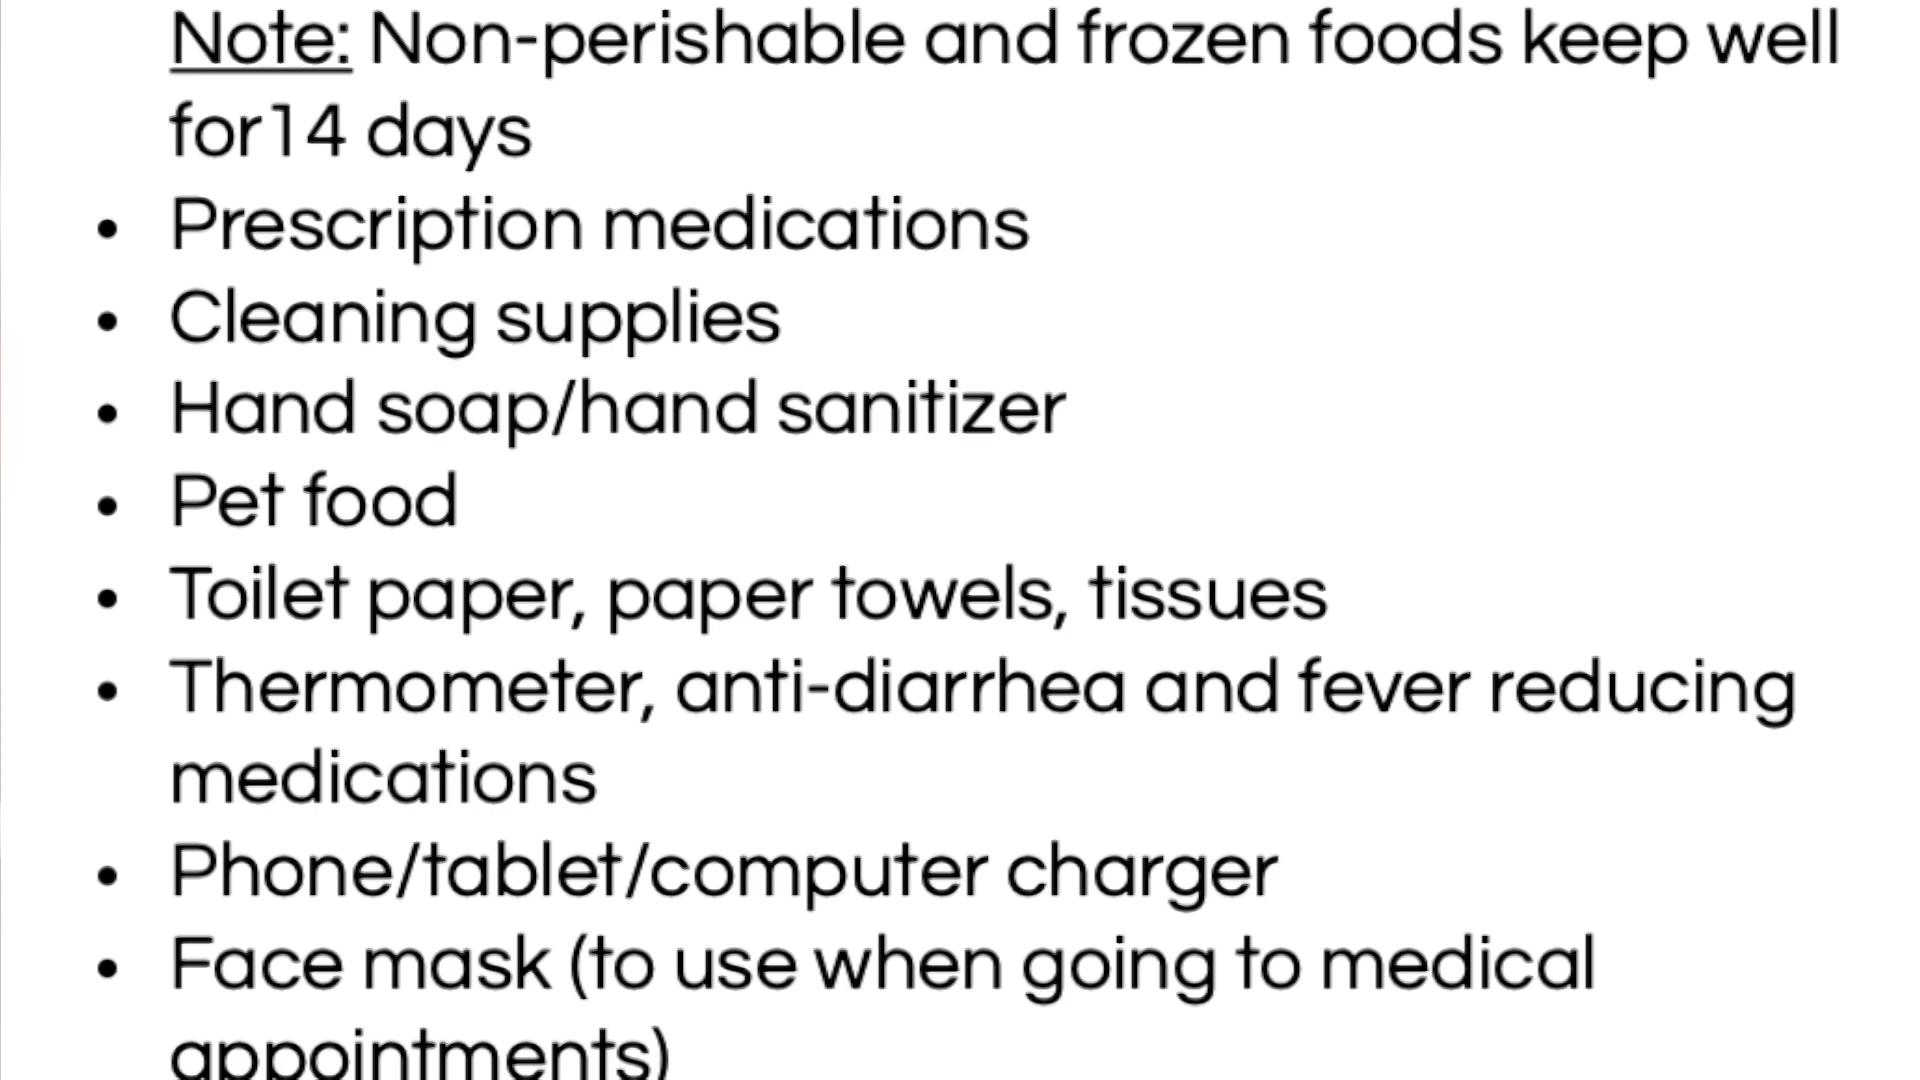 Note: Non-perishable and frozen foods keep well
for14 days
• Prescription medications
• Cleaning supplies
• Hand soap/hand sanitizer
• Pet food
• Toilet paper, paper towels, tissues
• Thermometer, anti-diarrhea and fever reducing
medications
• Phone/tablet/computer charger
• Face mask (to use when going to medical
appointments)